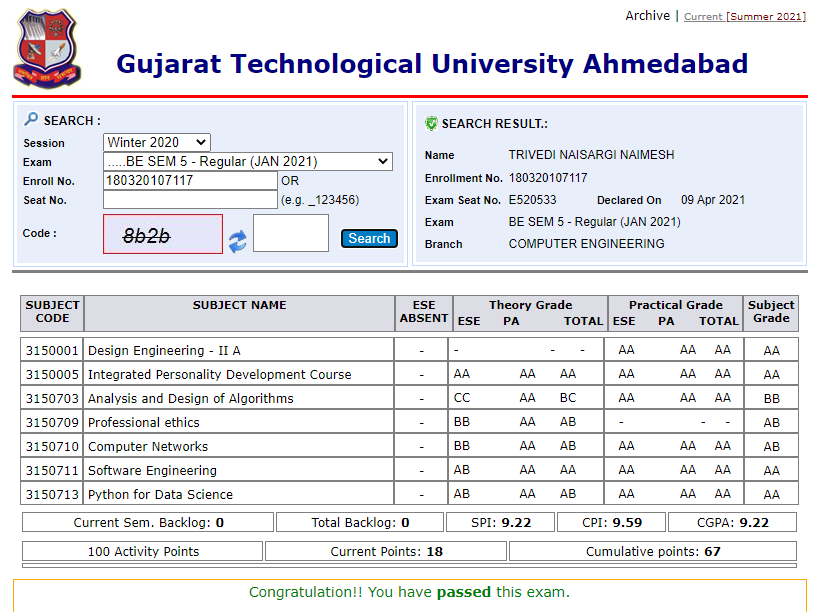 Archive | Current [Summer 2021]
Gujarat Technological University Ahmedabad
SEARCH :
Session Winter 2020
Exam .....BE SEM 5 - Regular (JAN 2021)
Enroll No. 180320107117 OR
Seat No. (e.g. _123456)
Code : 8b2b Search
SEARCH RESULT.:
Name TRIVEDI NAISARGI NAIMESH
Enrollment No. 180320107117
Exam Seat No. E520533 Declared On 09 Apr 2021
Exam BE SEM 5 - Regular (JAN 2021)
Branch COMPUTER ENGINEERING
SUBJECT CODE SUBJECT NAME ESE ABSENT Theory Grade ESE PA TOTAL Practical Grade ESE PA TOTAL Subject Grade
3150001 Design Engineering - II A - - - - AA AA AA AA
3150005 Integrated Personality Development Course - AA AA AA AA AA AA AA
3150703 Analysis and Design of Algorithms - CC AA BC AA AA AA BB
3150709 Professional ethics - BB AA AB - - - AB
3150710 Computer Networks - BB AA AB AA AA AA AB
3150711 Software Engineering - AB AA AA AA AA AA AA
3150713 Python for Data Science - AB AA AB AA AA AA AA
Current Sem. Backlog: 0 Total Backlog: 0 SPI: 9.22 CPI: 9.59 CGPA: 9.22
100 Activity Points Current Points: 18 Cumulative points: 67
Congratulation!! You have passed this exam.